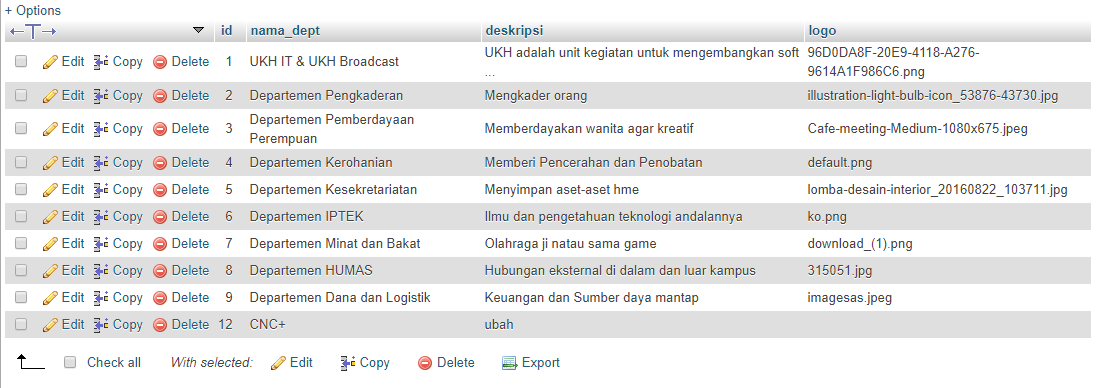 + Options
id nama_dept deskripsi logo
Edit Copy Delete 1 UKH IT & UKH Broadcast UKH adalah unit kegiatan untuk mengembangkan soft ... 96D0DA8F-20E9-4118-A276-9614A1F986C6.png
Edit Copy Delete 2 Departemen Pengkaderan Mengkader orang illustration-light-bulb-icon_53876-43730.jpg
Edit Copy Delete 3 Departemen Pemberdayaan Perempuan Memberdayakan wanita agar kreatif Cafe-meeting-Medium-1080x675.jpeg
Edit Copy Delete 4 Departemen Kerohanian Memberi Pencerahan dan Penobatan default.png
Edit Copy Delete 5 Departemen Kesekretariatan Menyimpan aset-aset hme lomba-desain-interior_20160822_103711.jpg
Edit Copy Delete 6 Departemen IPTEK Ilmu dan pengetahuan teknologi andalannya ko.png
Edit Copy Delete 7 Departemen Minat dan Bakat Olahraga ji natau sama game download_(1).png
Edit Copy Delete 8 Departemen HUMAS Hubungan eksternal di dalam dan luar kampus 315051.jpg
Edit Copy Delete 9 Departemen Dana dan Logistik Keuangan dan Sumber daya mantap imagesas.jpeg
Edit Copy Delete 12 CNC+ ubah
Check all With selected: Edit Copy Delete Export